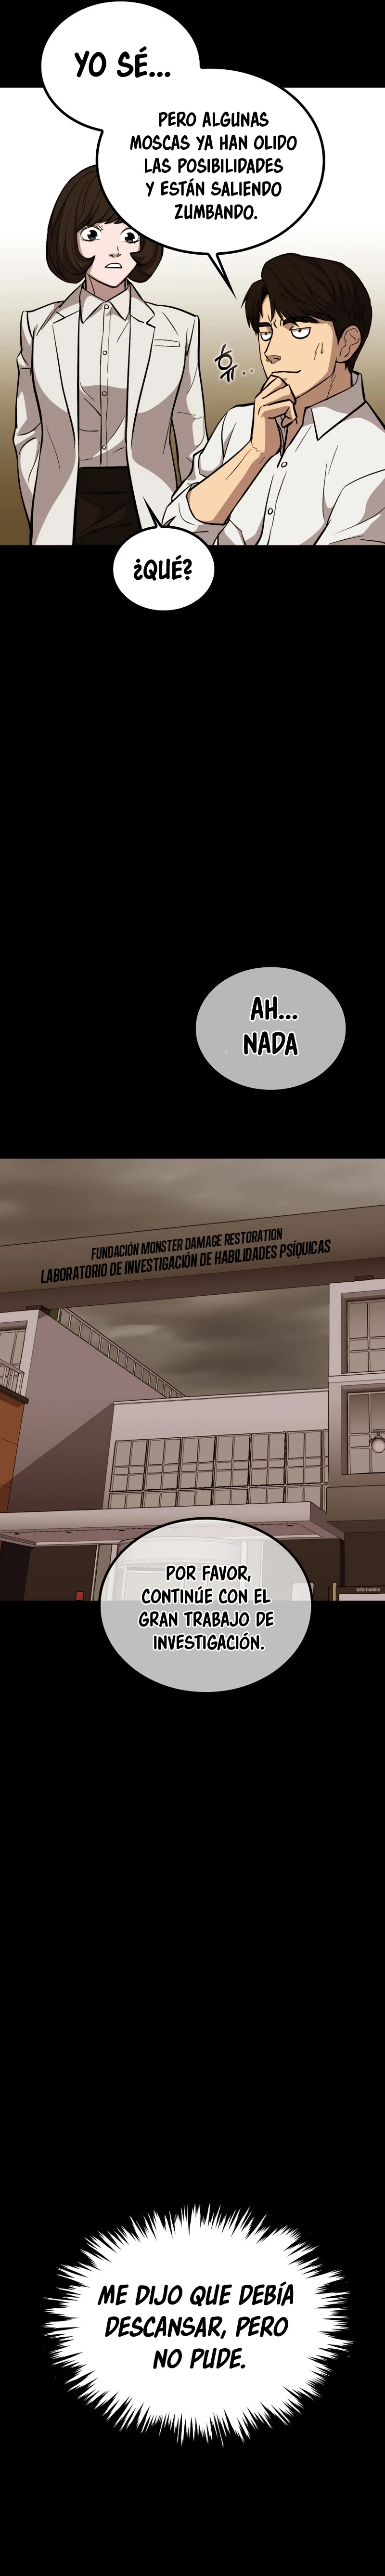 YO SÉ...
PERO ALGUNAS
MOSCAS YA HAN OLIDO
LAS POSIBILIDADES
Y ESTÁN SALIENDO
ZUMBANDO.
¿QUÉ?
AH...
NADA
FUNDACIÓN MONSTER DAMAGE RESTORATION
LABORATORIO DE INVESTIGACIÓN DE HABILIDADES PSÍQUICAS
Information
POR FAVOR,
CONTINÚE CON EL
GRAN TRABAJO DE
INVESTIGACIÓN.
ME DIJO QUE DEBÍA
DESCANSAR, PERO
NO PUDE.